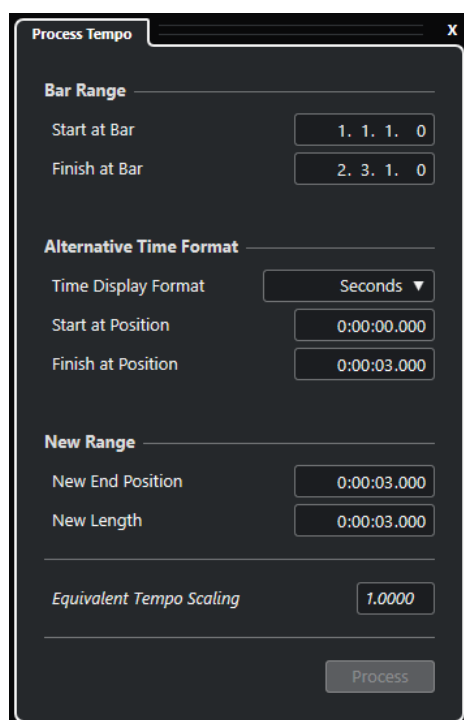 Process Tempo X
Bar Range
Start at Bar 1. 1. 1. 0
Finish at Bar 2. 3. 1. 0
Alternative Time Format
Time Display Format Seconds ▼
Start at Position 0:00:00.000
Finish at Position 0:00:03.000
New Range
New End Position 0:00:03.000
New Length 0:00:03.000
Equivalent Tempo Scaling 1.0000
Process